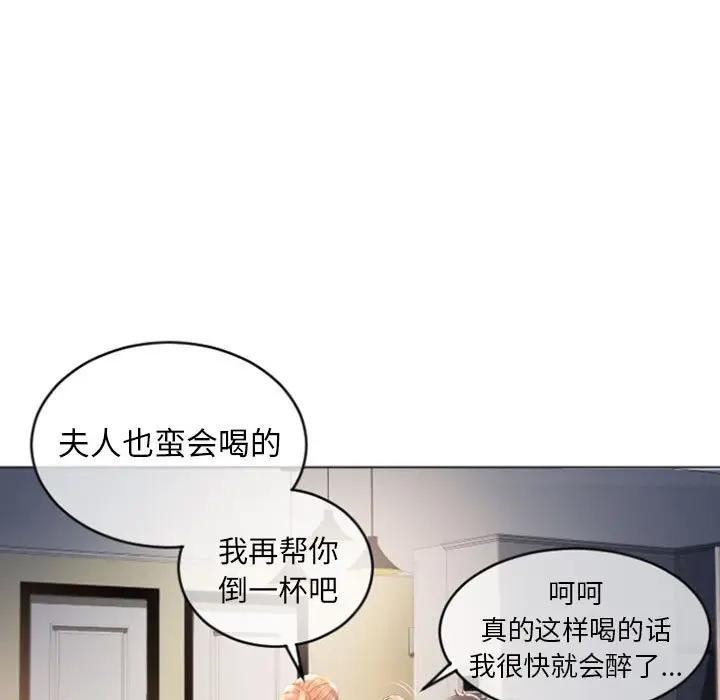 夫人也蛮会喝的
我再帮你
倒一杯吧
呵呵
真的这样喝的话
我很快就会醉了...